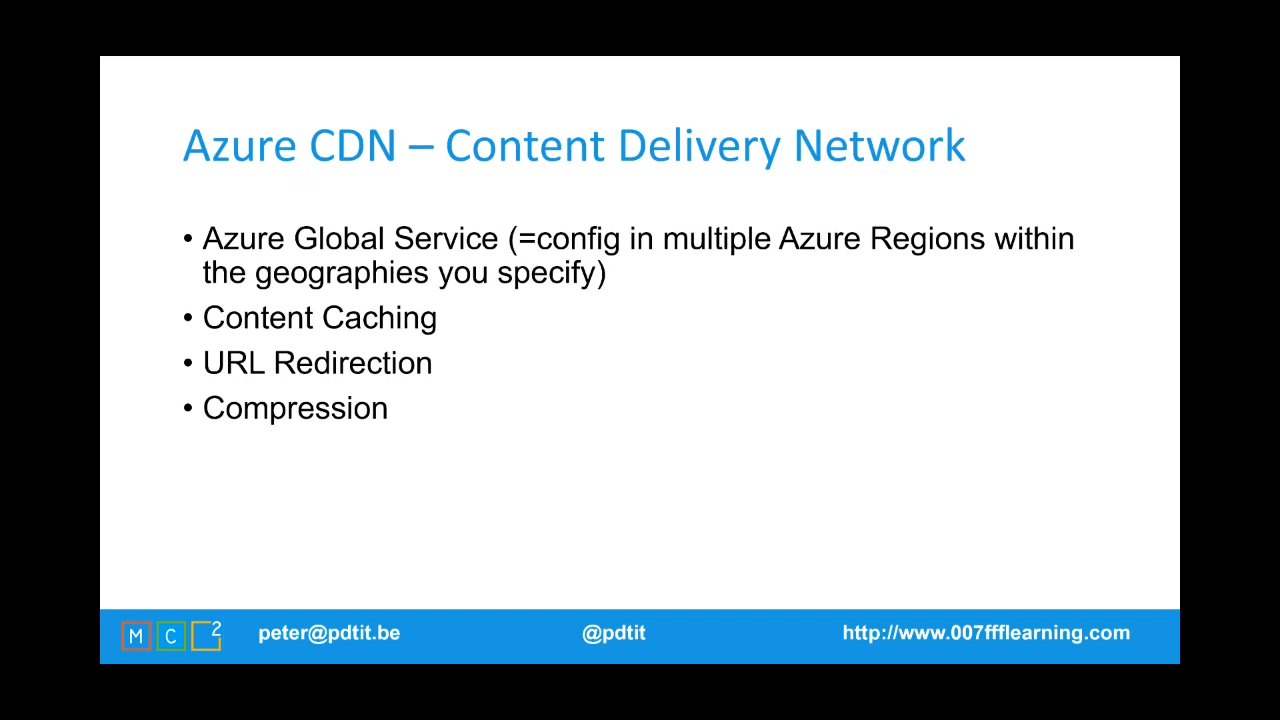 Azure CDN – Content Delivery Network
• Azure Global Service (=config in multiple Azure Regions within
the geographies you specify)
• Content Caching
• URL Redirection
• Compression
M C 2 peter@pdtit.be @pdtit http://www.007ffflearning.com